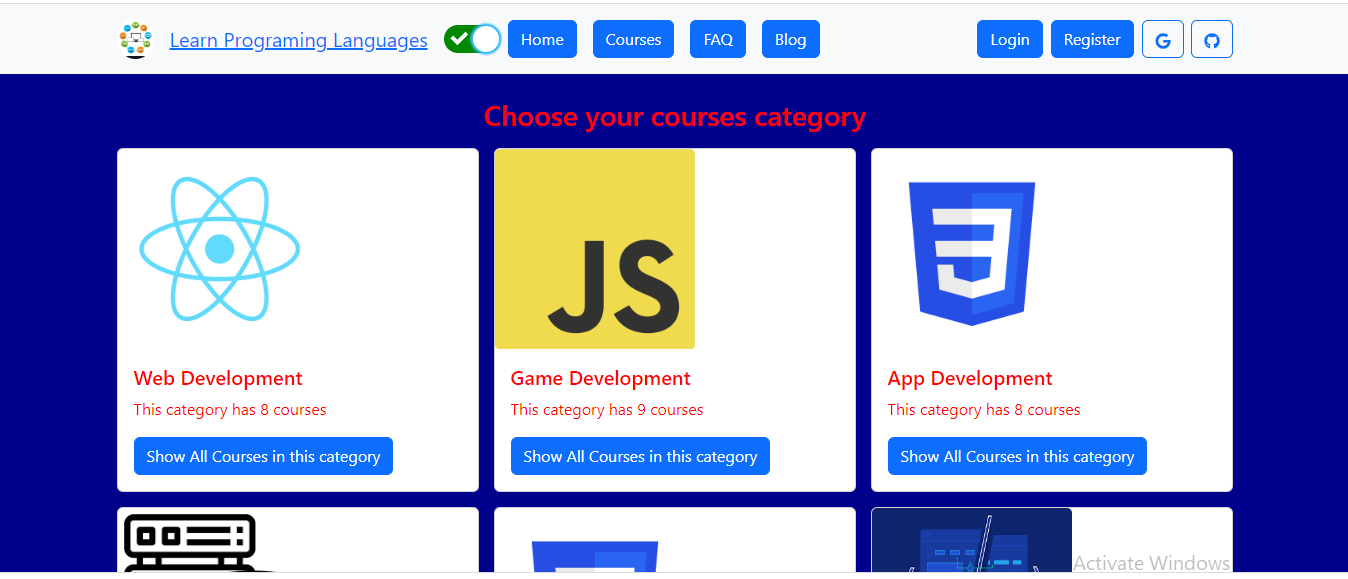 Learn Programing Languages
Home
Courses
FAQ
Blog
Login
Register
G
Choose your courses category
JS
3
Web Development
Game Development
App Development
This category has 8 courses
This category has 9 courses
This category has 8 courses
Show All Courses in this category
Show All Courses in this category
Show All Courses in this category
Activate Windows